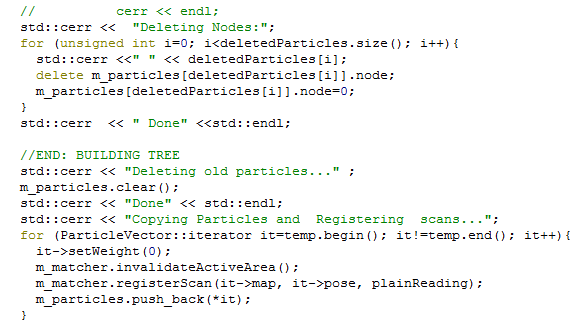 //          cerr << endl;
std::cerr <<  "Deleting Nodes:";
for (unsigned int i=0; i<deletedParticles.size(); i++){
  std::cerr <<" " << deletedParticles[i];
  delete m_particles[deletedParticles[i]].node;
  m_particles[deletedParticles[i]].node=0;
}
std::cerr  << " Done" <<std::endl;

//END: BUILDING TREE
std::cerr << "Deleting old particles..." ;
m_particles.clear();
std::cerr << "Done" << std::endl;
std::cerr << "Copying Particles and  Registering  scans...";
for (ParticleVector::iterator it=temp.begin(); it!=temp.end(); it++){
  it->setWeight(0);
  m_matcher.invalidateActiveArea();
  m_matcher.registerScan(it->map, it->pose, plainReading);
  m_particles.push_back(*it);
}